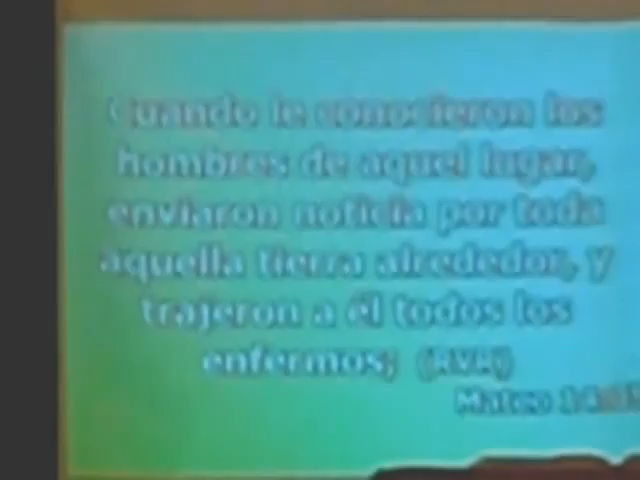 Cuando le conocieron los
hombres de aquel lugar,
enviaron noticia por toda
aquella tierra alrededor, y
trajeron a él todos los
enfermos; (RVR)
Mateo